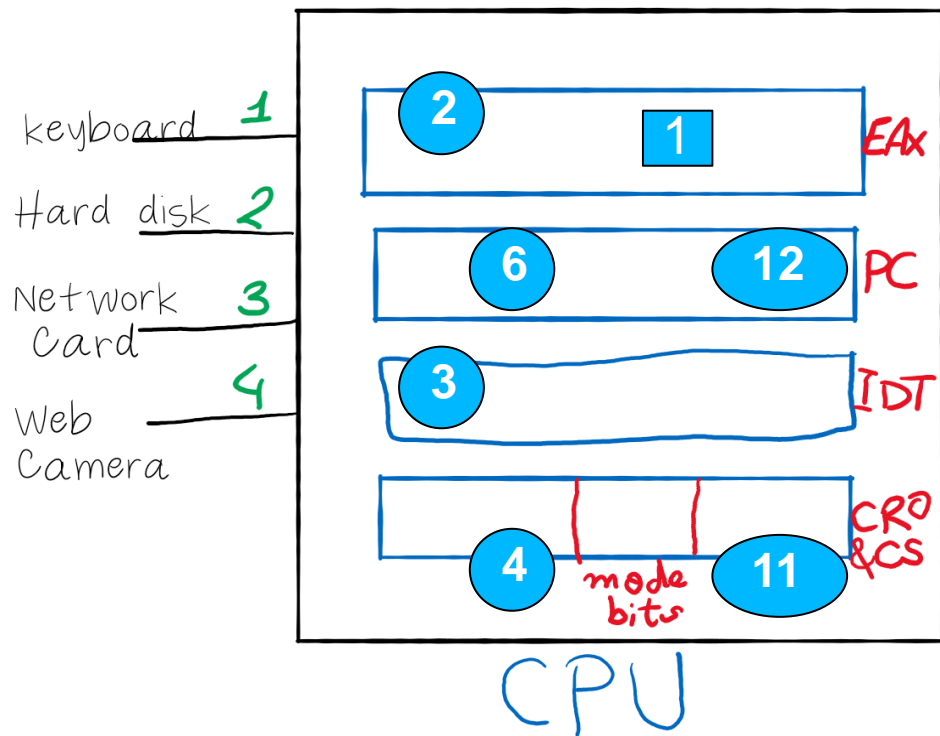 keyboard 1
Hard disk 2
Network 3
Card
4
Web
Camera
2 1 EAx
6 12 PC
3 IDT
CRO
4 11 &CS
mode
bits
CPU